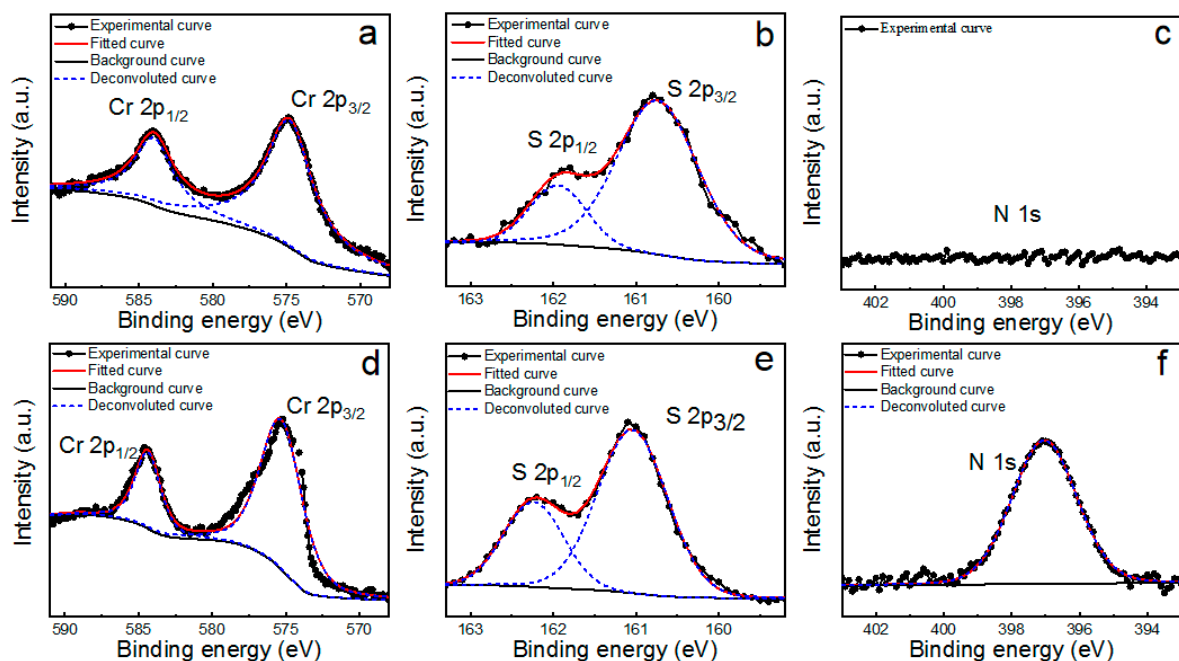 Experimental curve
Fitted curve
Background curve
Deconvoluted curve
a
Cr 2p1/2
Cr 2p3/2
Intensity (a.u.)
590 585 580 575 570
Binding energy (eV)
Experimental curve
Fitted curve
Background curve
Deconvoluted curve
b
S 2p3/2
S 2p1/2
Intensity (a.u.)
163 162 161 160
Binding energy (eV)
Experimental curve
c
N 1s
Intensity (a.u.)
402 400 398 396 394
Binding energy (eV)
Experimental curve
Fitted curve
Background curve
Deconvoluted curve
d
Cr 2p3/2
Cr 2p1/2
Intensity (a.u.)
590 585 580 575 570
Binding energy (eV)
Experimental curve
Fitted curve
Background curve
Deconvoluted curve
e
S 2p3/2
S 2p1/2
Intensity (a.u.)
163 162 161 160
Binding energy (eV)
Experimental curve
Fitted curve
Background curve
Deconvoluted curve
f
N 1s
Intensity (a.u.)
402 400 398 396 394
Binding energy (eV)